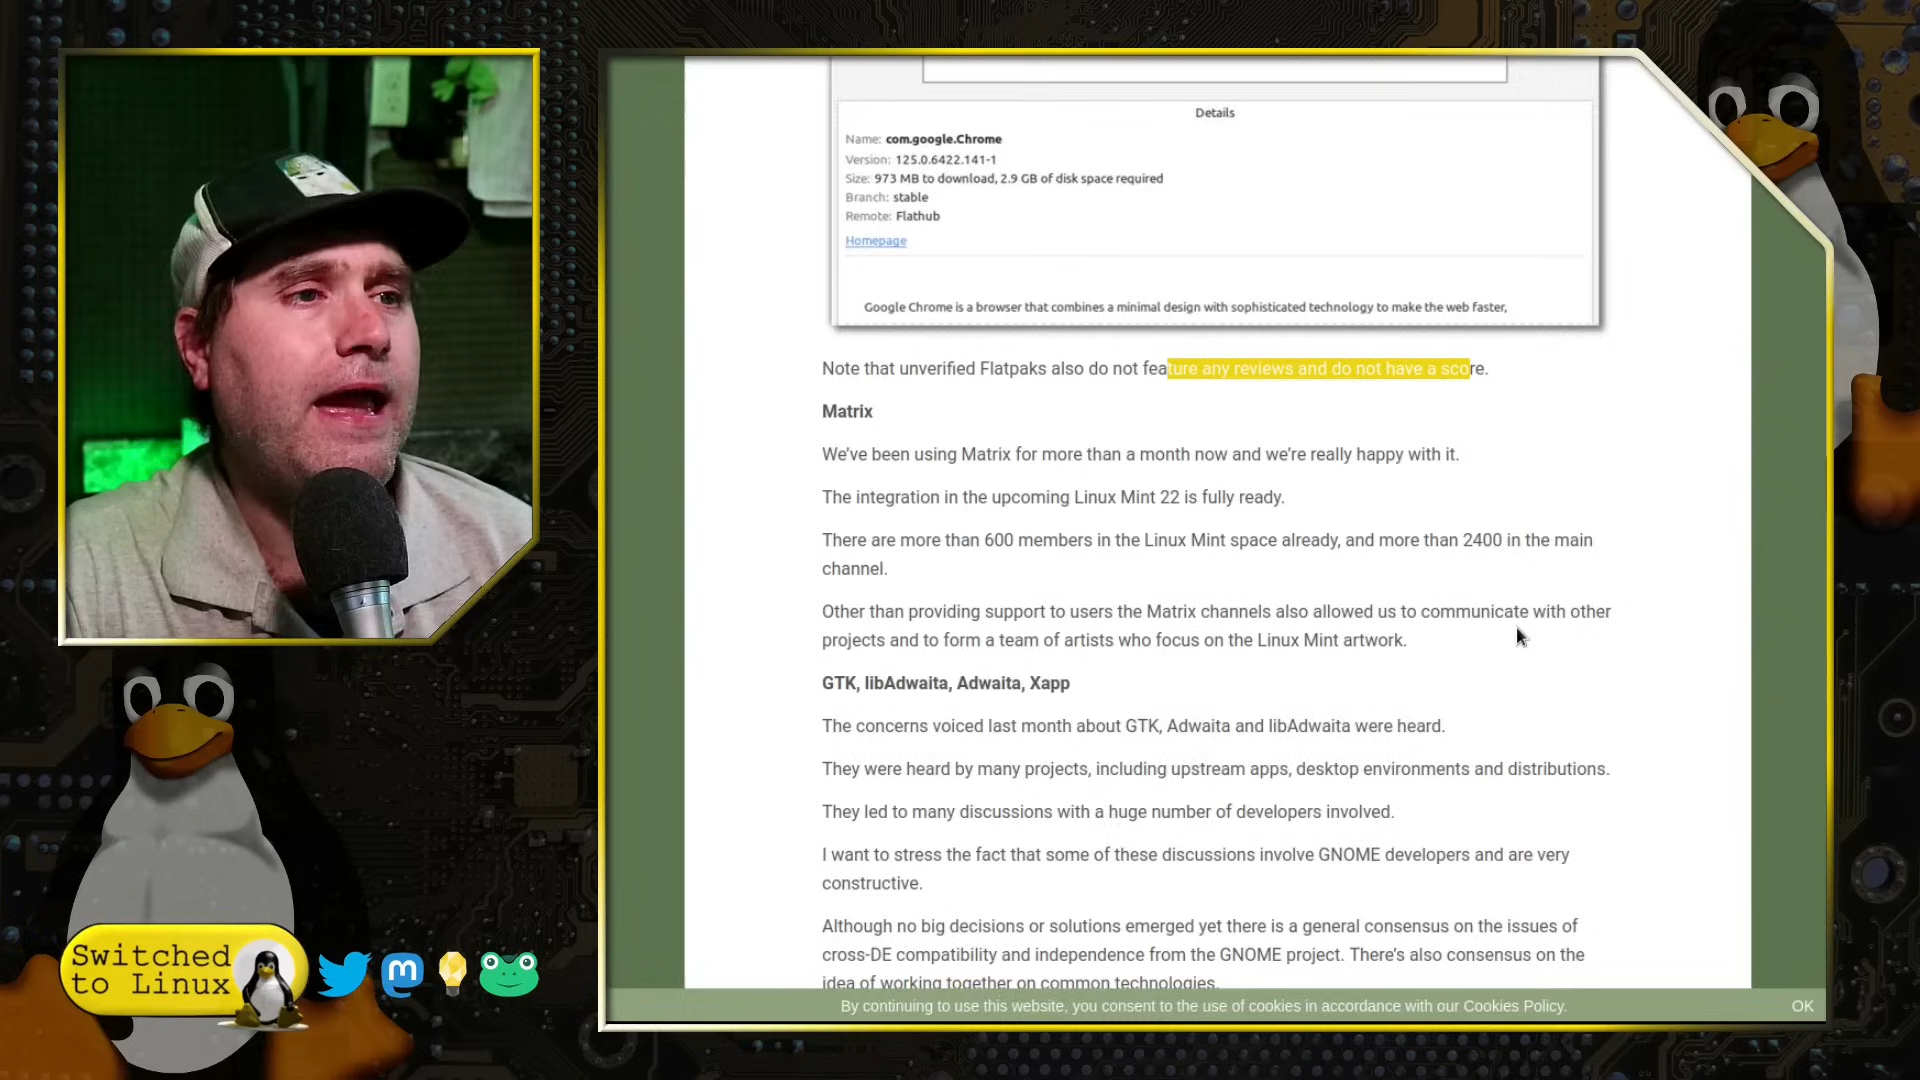 Details
Name: com.google.Chrome
Version: 125.0.6422.141-1
Size: 973 MB to download, 2.9 GB of disk space required
Branch: stable
Remote: Flathub
Homepage
Google Chrome is a browser that combines a minimal design with sophisticated technology to make the web faster,
Note that unverified Flatpaks also do not feature any reviews and do not have a score.
Matrix
We’ve been using Matrix for more than a month now and we’re really happy with it.
The integration in the upcoming Linux Mint 22 is fully ready.
There are more than 600 members in the Linux Mint space already, and more than 2400 in the main
channel.
Other than providing support to users the Matrix channels also allowed us to communicate with other
projects and to form a team of artists who focus on the Linux Mint artwork.
GTK, libAdwaita, Adwaita, Xapp
The concerns voiced last month about GTK, Adwaita and libAdwaita were heard.
They were heard by many projects, including upstream apps, desktop environments and distributions.
They led to many discussions with a huge number of developers involved.
I want to stress the fact that some of these discussions involve GNOME developers and are very
constructive.
Although no big decisions or solutions emerged yet there is a general consensus on the issues of
cross-DE compatibility and independence from the GNOME project. There’s also consensus on the
idea of working together on common technologies.
By continuing to use this website, you consent to the use of cookies in accordance with our Cookies Policy.
OK
Switched
to Linux